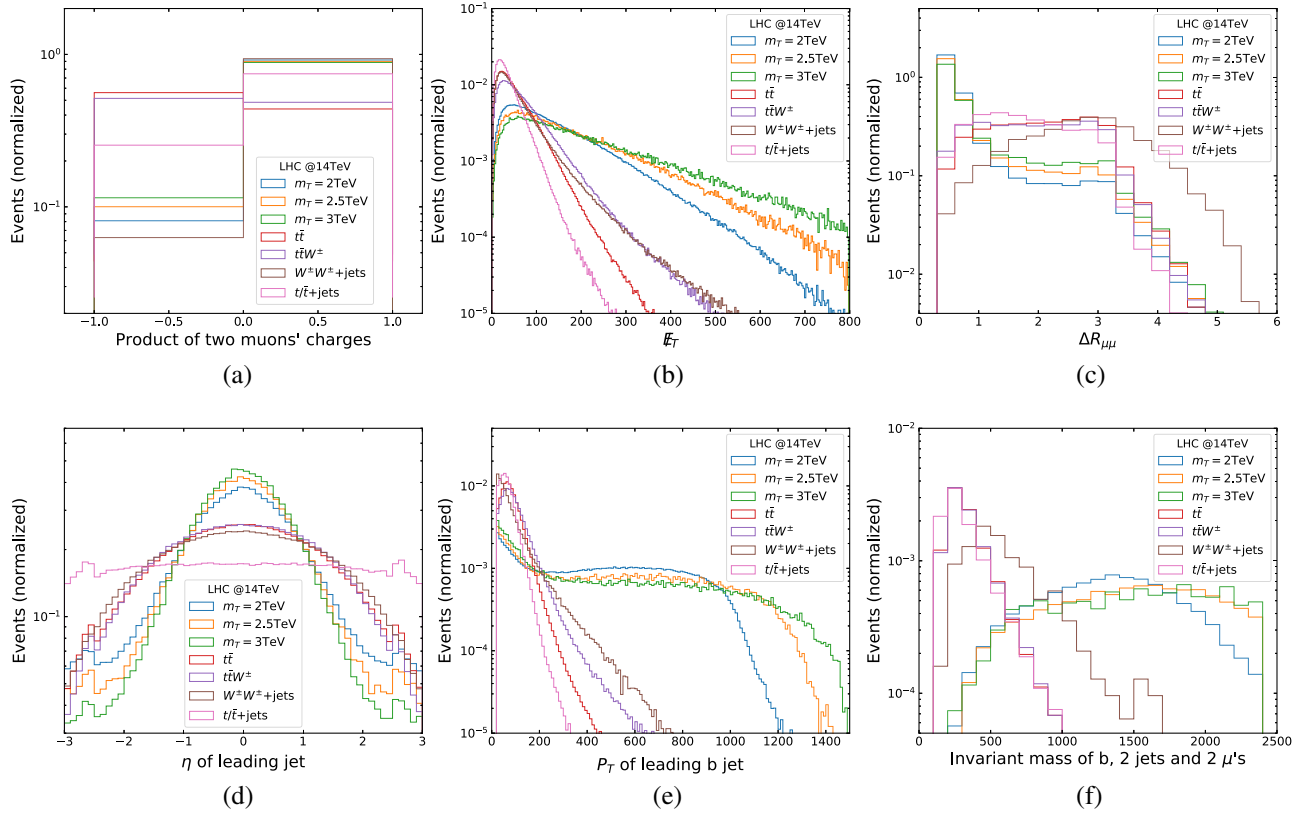 10⁰
10⁻¹
Events (normalized)
−1.0 −0.5 0.0 0.5 1.0
Product of two muons' charges
LHC @14TeV
m_T = 2TeV
m_T = 2.5TeV
m_T = 3TeV
tt̄
tt̄W±
W±W±+jets
t/t̄+jets
(a)
10⁻¹
10⁻²
10⁻³
10⁻⁴
10⁻⁵
Events (normalized)
0 100 200 300 400 500 600 700 800
E̸_T
LHC @14TeV
m_T = 2TeV
m_T = 2.5TeV
m_T = 3TeV
tt̄
tt̄W±
W±W±+jets
t/t̄+jets
(b)
10⁰
10⁻¹
10⁻²
Events (normalized)
0 1 2 3 4 5 6
ΔR_μμ
LHC @14TeV
m_T = 2TeV
m_T = 2.5TeV
m_T = 3TeV
tt̄
tt̄W±
W±W±+jets
t/t̄+jets
(c)
10⁻¹
Events (normalized)
−3 −2 −1 0 1 2 3
η of leading jet
LHC @14TeV
m_T = 2TeV
m_T = 2.5TeV
m_T = 3TeV
tt̄
tt̄W±
W±W±+jets
t/t̄+jets
(d)
10⁻¹
10⁻²
10⁻³
10⁻⁴
10⁻⁵
Events (normalized)
0 200 400 600 800 1000 1200 1400
P_T of leading b jet
LHC @14TeV
m_T = 2TeV
m_T = 2.5TeV
m_T = 3TeV
tt̄
tt̄W±
W±W±+jets
t/t̄+jets
(e)
10⁻²
10⁻³
10⁻⁴
Events (normalized)
0 500 1000 1500 2000 2500
Invariant mass of b, 2 jets and 2 μ's
LHC @14TeV
m_T = 2TeV
m_T = 2.5TeV
m_T = 3TeV
tt̄
tt̄W±
W±W±+jets
t/t̄+jets
(f)